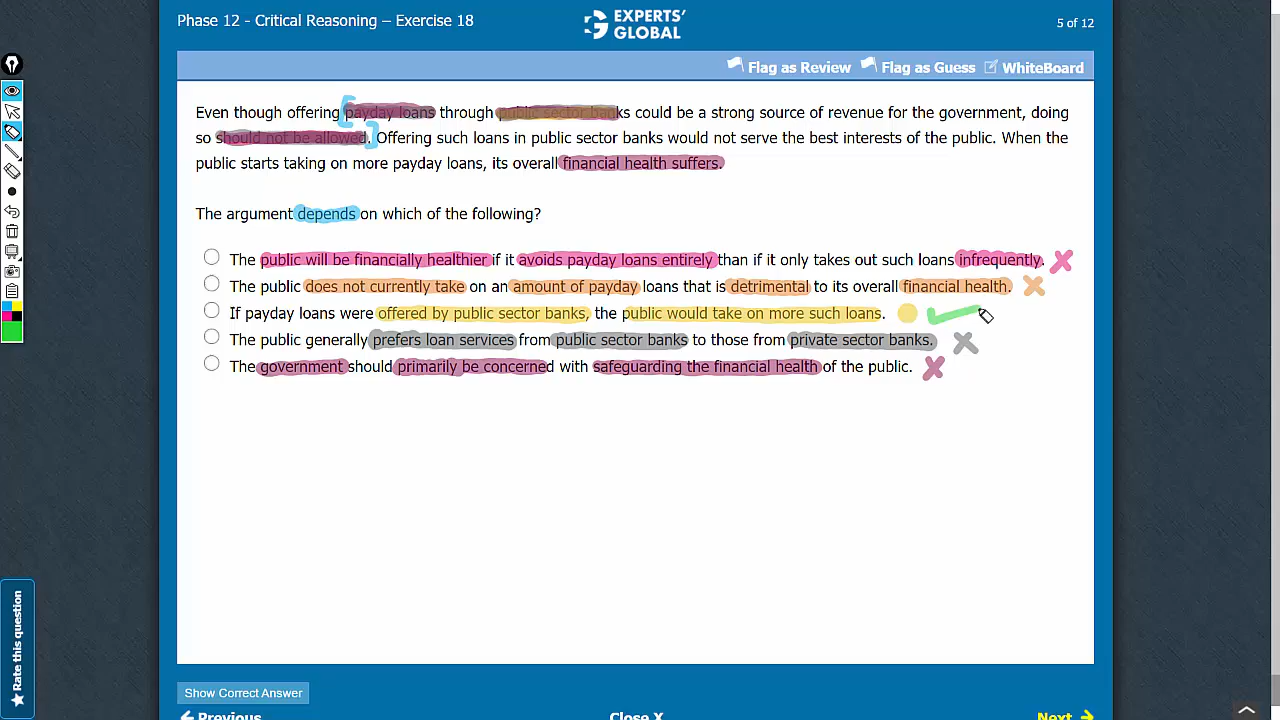 Phase 12 - Critical Reasoning – Exercise 18
EXPERTS'
GLOBAL
5 of 12
Flag as Review
Flag as Guess
WhiteBoard
Even though offering payday loans through public sector banks could be a strong source of revenue for the government, doing
so should not be allowed. Offering such loans in public sector banks would not serve the best interests of the public. When the
public starts taking on more payday loans, its overall financial health suffers.
The argument depends on which of the following?
The public will be financially healthier if it avoids payday loans entirely than if it only takes out such loans infrequently.
The public does not currently take on an amount of payday loans that is detrimental to its overall financial health.
If payday loans were offered by public sector banks, the public would take on more such loans.
The public generally prefers loan services from public sector banks to those from private sector banks.
The government should primarily be concerned with safeguarding the financial health of the public.
Rate this question
Show Correct Answer
Previous
Close X
Next